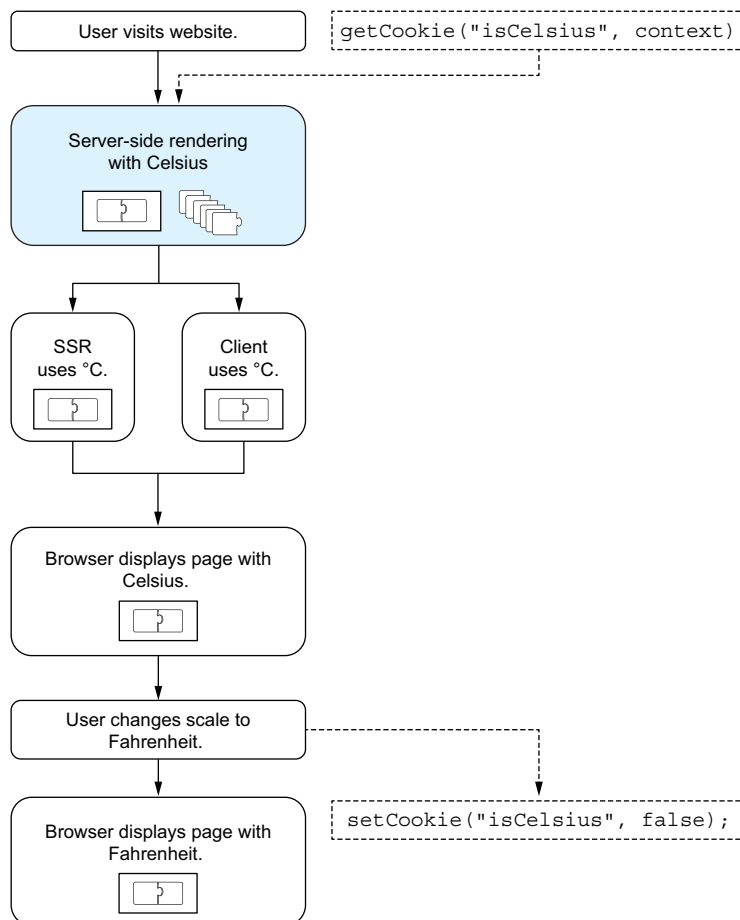 User visits website.
getCookie("isCelsius", context)
Server-side rendering
with Celsius
SSR
uses °C.
Client
uses °C.
Browser displays page with
Celsius.
User changes scale to
Fahrenheit.
setCookie("isCelsius", false);
Browser displays page with
Fahrenheit.